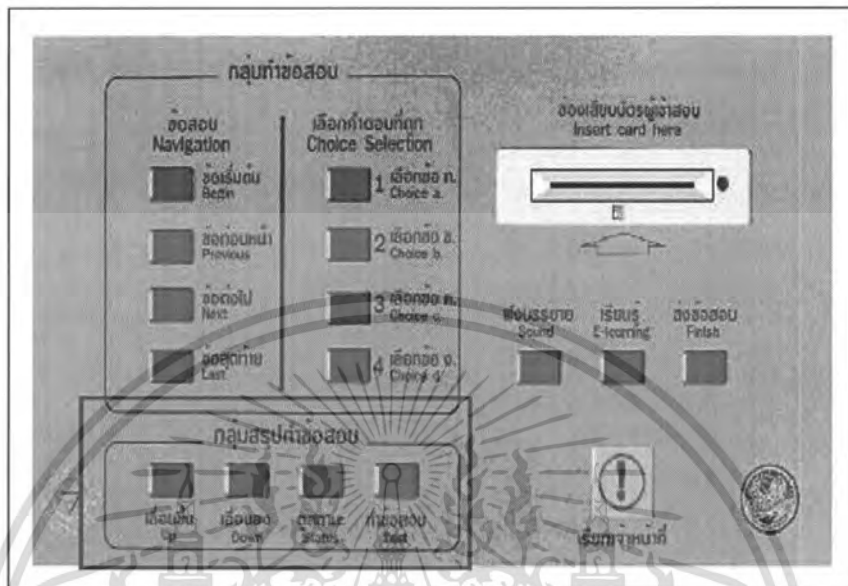 กลุ่มทำข้อสอบ
ข้อสอบ
Navigation
ข้อเริ่มต้น
Begin
ข้อก่อนหน้า
Previous
ข้อต่อไป
Next
ข้อสุดท้าย
Last
เลือกคำตอบที่ถูก
Choice Selection
1 เลือกข้อ ก.
Choice a.
2 เลือกข้อ ข.
Choice b.
3 เลือกข้อ ค.
Choice c.
4 เลือกข้อ ง.
Choice d.
ช่องเสียบบัตรผู้เข้าสอบ
Insert card here
ฟังบรรยาย
Sound
เรียนรู้
E-learning
ส่งข้อสอบ
Finish
กลุ่มสรุปทำข้อสอบ
เลื่อนขึ้น
Up
เลื่อนลง
Down
ดูสถานะ
Status
ทำข้อสอบ
Test
!
เรียกเจ้าหน้าที่